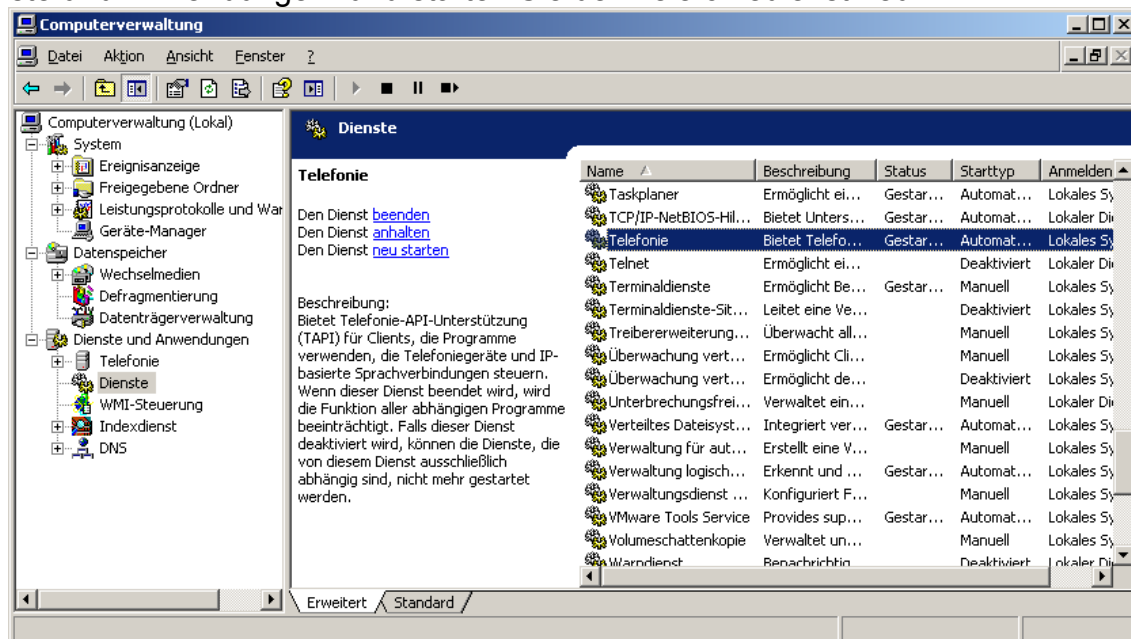 Computerverwaltung
Datei Aktion Ansicht Fenster ?
Computerverwaltung (Lokal)
System
Ereignisanzeige
Freigegebene Ordner
Leistungsprotokolle und War
Geräte-Manager
Datenspeicher
Wechselmedien
Defragmentierung
Datenträgerverwaltung
Dienste und Anwendungen
Telefonie
Dienste
WMI-Steuerung
Indexdienst
DNS
Dienste
Telefonie
Den Dienst beenden
Den Dienst anhalten
Den Dienst neu starten
Beschreibung:
Bietet Telefonie-API-Unterstützung
(TAPI) für Clients, die Programme
verwenden, die Telefoniegeräte und IP-
basierte Sprachverbindungen steuern.
Wenn dieser Dienst beendet wird, wird
die Funktion aller abhängigen Programme
beeinträchtigt. Falls dieser Dienst
deaktiviert wird, können die Dienste, die
von diesem Dienst ausschließlich
abhängig sind, nicht mehr gestartet
werden.
Name Beschreibung Status Starttyp Anmelden
Taskplaner Ermöglicht ei... Gestar... Automat... Lokales Sy
TCP/IP-NetBIOS-Hil... Bietet Unters... Gestar... Automat... Lokaler Di
Telefonie Bietet Telefo... Gestar... Automat... Lokales Sy
Telnet Ermöglicht ei... Deaktiviert Lokaler Di
Terminaldienste Ermöglicht Be... Gestar... Manuell Lokales Sy
Terminaldienste-Sit... Leitet eine Ve... Deaktiviert Lokales Sy
Treibererweiterung... Überwacht all... Manuell Lokales Sy
Überwachung vert... Ermöglicht Cli... Manuell Lokales Sy
Überwachung vert... Ermöglicht de... Deaktiviert Lokales Sy
Unterbrechungsfrei... Verwaltet ein... Manuell Lokaler Di
Verteiltes Dateisyst... Integriert ver... Gestar... Automat... Lokales Sy
Verwaltung für aut... Erstellt eine V... Manuell Lokales Sy
Verwaltung logisch... Erkennt und ... Gestar... Automat... Lokales Sy
Verwaltungsdienst ... Konfiguriert F... Manuell Lokales Sy
VMware Tools Service Provides sup... Gestar... Automat... Lokales Sy
Volumeschattenkopie Verwaltet un... Manuell Lokales Sy
Warndienst Benachrichtig Deaktiviert Lokaler Di
Erweitert Standard